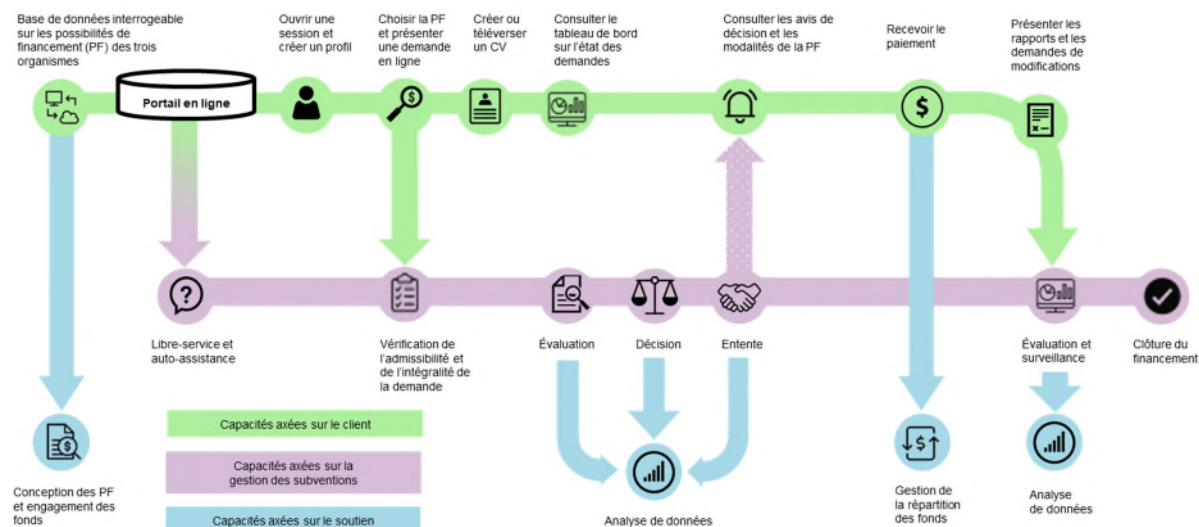 Base de données interrogeable
sur les possibilités de
financement (PF) des trois
organismes
Ouvrir une
session et
créer un profil
Choisir la PF
et présenter
une demande
en ligne
Créer ou
téléverser
un CV
Consulter le
tableau de bord
sur l'état des
demandes
Consulter les avis de
décision et les
modalités de la PF
Recevoir le
paiement
Présenter les
rapports et les
demandes de
modifications
Portail en ligne
Libre-service et
auto-assistance
Vérification de
l'admissibilité et
de l'intégralité de
la demande
Évaluation
Décision
Entente
Évaluation et
surveillance
Clôture du
financement
Capacités axées sur le client
Capacités axées sur la
gestion des subventions
Capacités axées sur le soutien
Conception des PF
et engagement des
fonds
Analyse de données
Gestion de
la répartition
des fonds
Analyse
de données